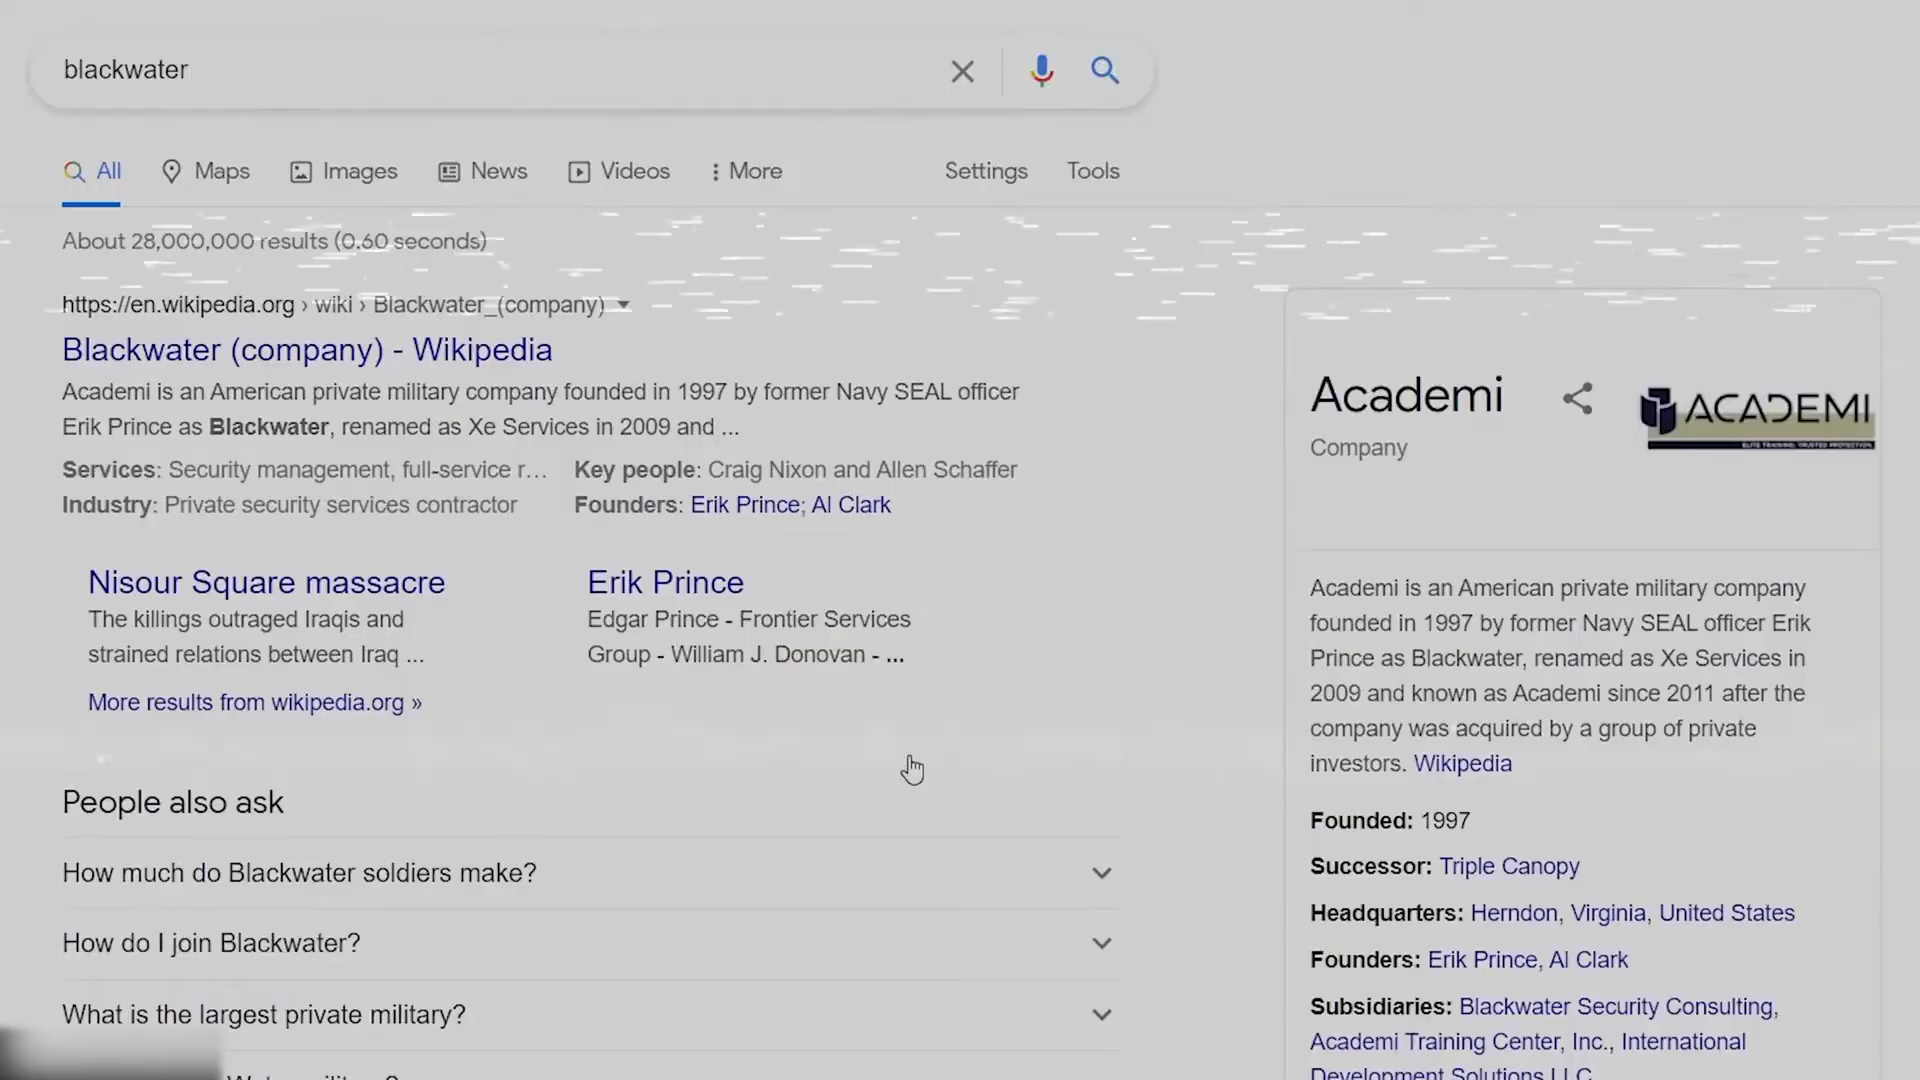 blackwater
All Maps Images News Videos More Settings Tools
About 28,000,000 results (0.60 seconds)
https://en.wikipedia.org › wiki › Blackwater_(company)
Blackwater (company) - Wikipedia
Academi is an American private military company founded in 1997 by former Navy SEAL officer
Erik Prince as Blackwater, renamed as Xe Services in 2009 and ...
Services: Security management, full-service r... Key people: Craig Nixon and Allen Schaffer
Industry: Private security services contractor Founders: Erik Prince; Al Clark
Nisour Square massacre
The killings outraged Iraqis and
strained relations between Iraq ...
Erik Prince
Edgar Prince - Frontier Services
Group - William J. Donovan - ...
More results from wikipedia.org »
People also ask
How much do Blackwater soldiers make?
How do I join Blackwater?
What is the largest private military?
Academi
Company
ACADEMI
ELITE TRAINING. TRUSTED PROTECTION.
Academi is an American private military company
founded in 1997 by former Navy SEAL officer Erik
Prince as Blackwater, renamed as Xe Services in
2009 and known as Academi since 2011 after the
company was acquired by a group of private
investors. Wikipedia
Founded: 1997
Successor: Triple Canopy
Headquarters: Herndon, Virginia, United States
Founders: Erik Prince, Al Clark
Subsidiaries: Blackwater Security Consulting,
Academi Training Center, Inc., International
Development Solutions LLC